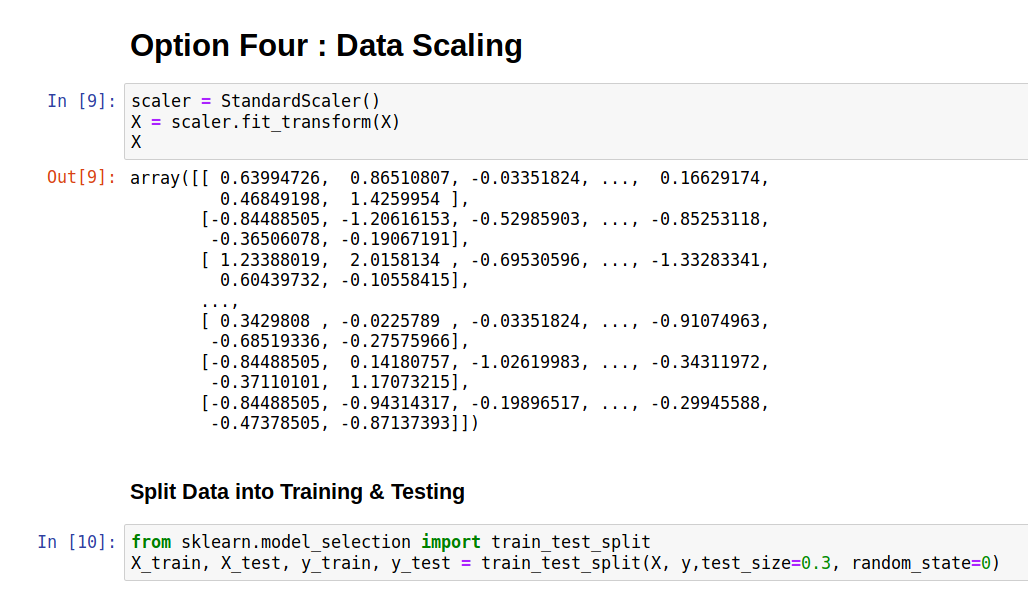 Option Four : Data Scaling
In [9]: scaler = StandardScaler()
X = scaler.fit_transform(X)
X
Out[9]: array([[ 0.63994726,  0.86510807, -0.03351824, ...,  0.16629174,
0.46849198,  1.4259954 ],
[-0.84488505, -1.20616153, -0.52985903, ..., -0.85253118,
-0.36506078, -0.19067191],
[ 1.23388019,  2.0158134 , -0.69530596, ..., -1.33283341,
0.60439732, -0.10558415],
...,
[ 0.3429808 , -0.0225789 , -0.03351824, ..., -0.91074963,
-0.68519336, -0.27575966],
[-0.84488505,  0.14180757, -1.02619983, ..., -0.34311972,
-0.37110101,  1.17073215],
[-0.84488505, -0.94314317, -0.19896517, ..., -0.29945588,
-0.47378505, -0.87137393]])
Split Data into Training & Testing
In [10]: from sklearn.model_selection import train_test_split
X_train, X_test, y_train, y_test = train_test_split(X, y,test_size=0.3, random_state=0)